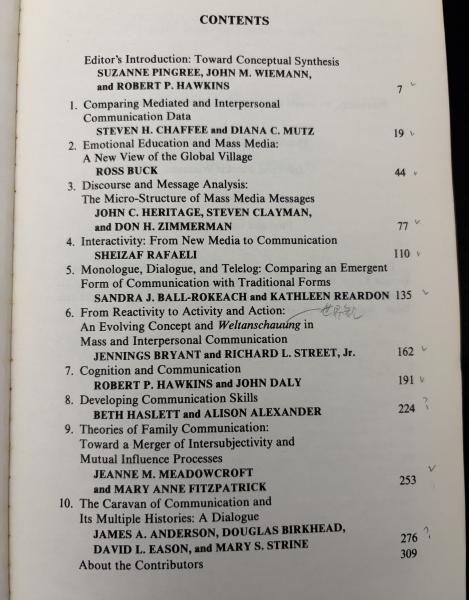 CONTENTS
Editor's Introduction: Toward Conceptual Synthesis
SUZANNE PINGREE, JOHN M. WIEMANN,
and ROBERT P. HAWKINS 7
1. Comparing Mediated and Interpersonal
Communication Data
STEVEN H. CHAFFEE and DIANA C. MUTZ 19
2. Emotional Education and Mass Media:
A New View of the Global Village
ROSS BUCK 44
3. Discourse and Message Analysis:
The Micro-Structure of Mass Media Messages
JOHN C. HERITAGE, STEVEN CLAYMAN,
and DON H. ZIMMERMAN 77
4. Interactivity: From New Media to Communication
SHEIZAF RAFAELI 110
5. Monologue, Dialogue, and Telelog: Comparing an Emergent
Form of Communication with Traditional Forms
SANDRA J. BALL-ROKEACH and KATHLEEN REARDON 135
6. From Reactivity to Activity and Action: 세계관
An Evolving Concept and Weltanschauung in
Mass and Interpersonal Communication
JENNINGS BRYANT and RICHARD L. STREET, Jr. 162
7. Cognition and Communication
ROBERT P. HAWKINS and JOHN DALY 191
8. Developing Communication Skills
BETH HASLETT and ALISON ALEXANDER 224 ?
9. Theories of Family Communication:
Toward a Merger of Intersubjectivity and
Mutual Influence Processes
JEANNE M. MEADOWCROFT
and MARY ANNE FITZPATRICK 253
10. The Caravan of Communication and
Its Multiple Histories: A Dialogue
JAMES A. ANDERSON, DOUGLAS BIRKHEAD,
DAVID L. EASON, and MARY S. STRINE 276 ?
About the Contributors 309